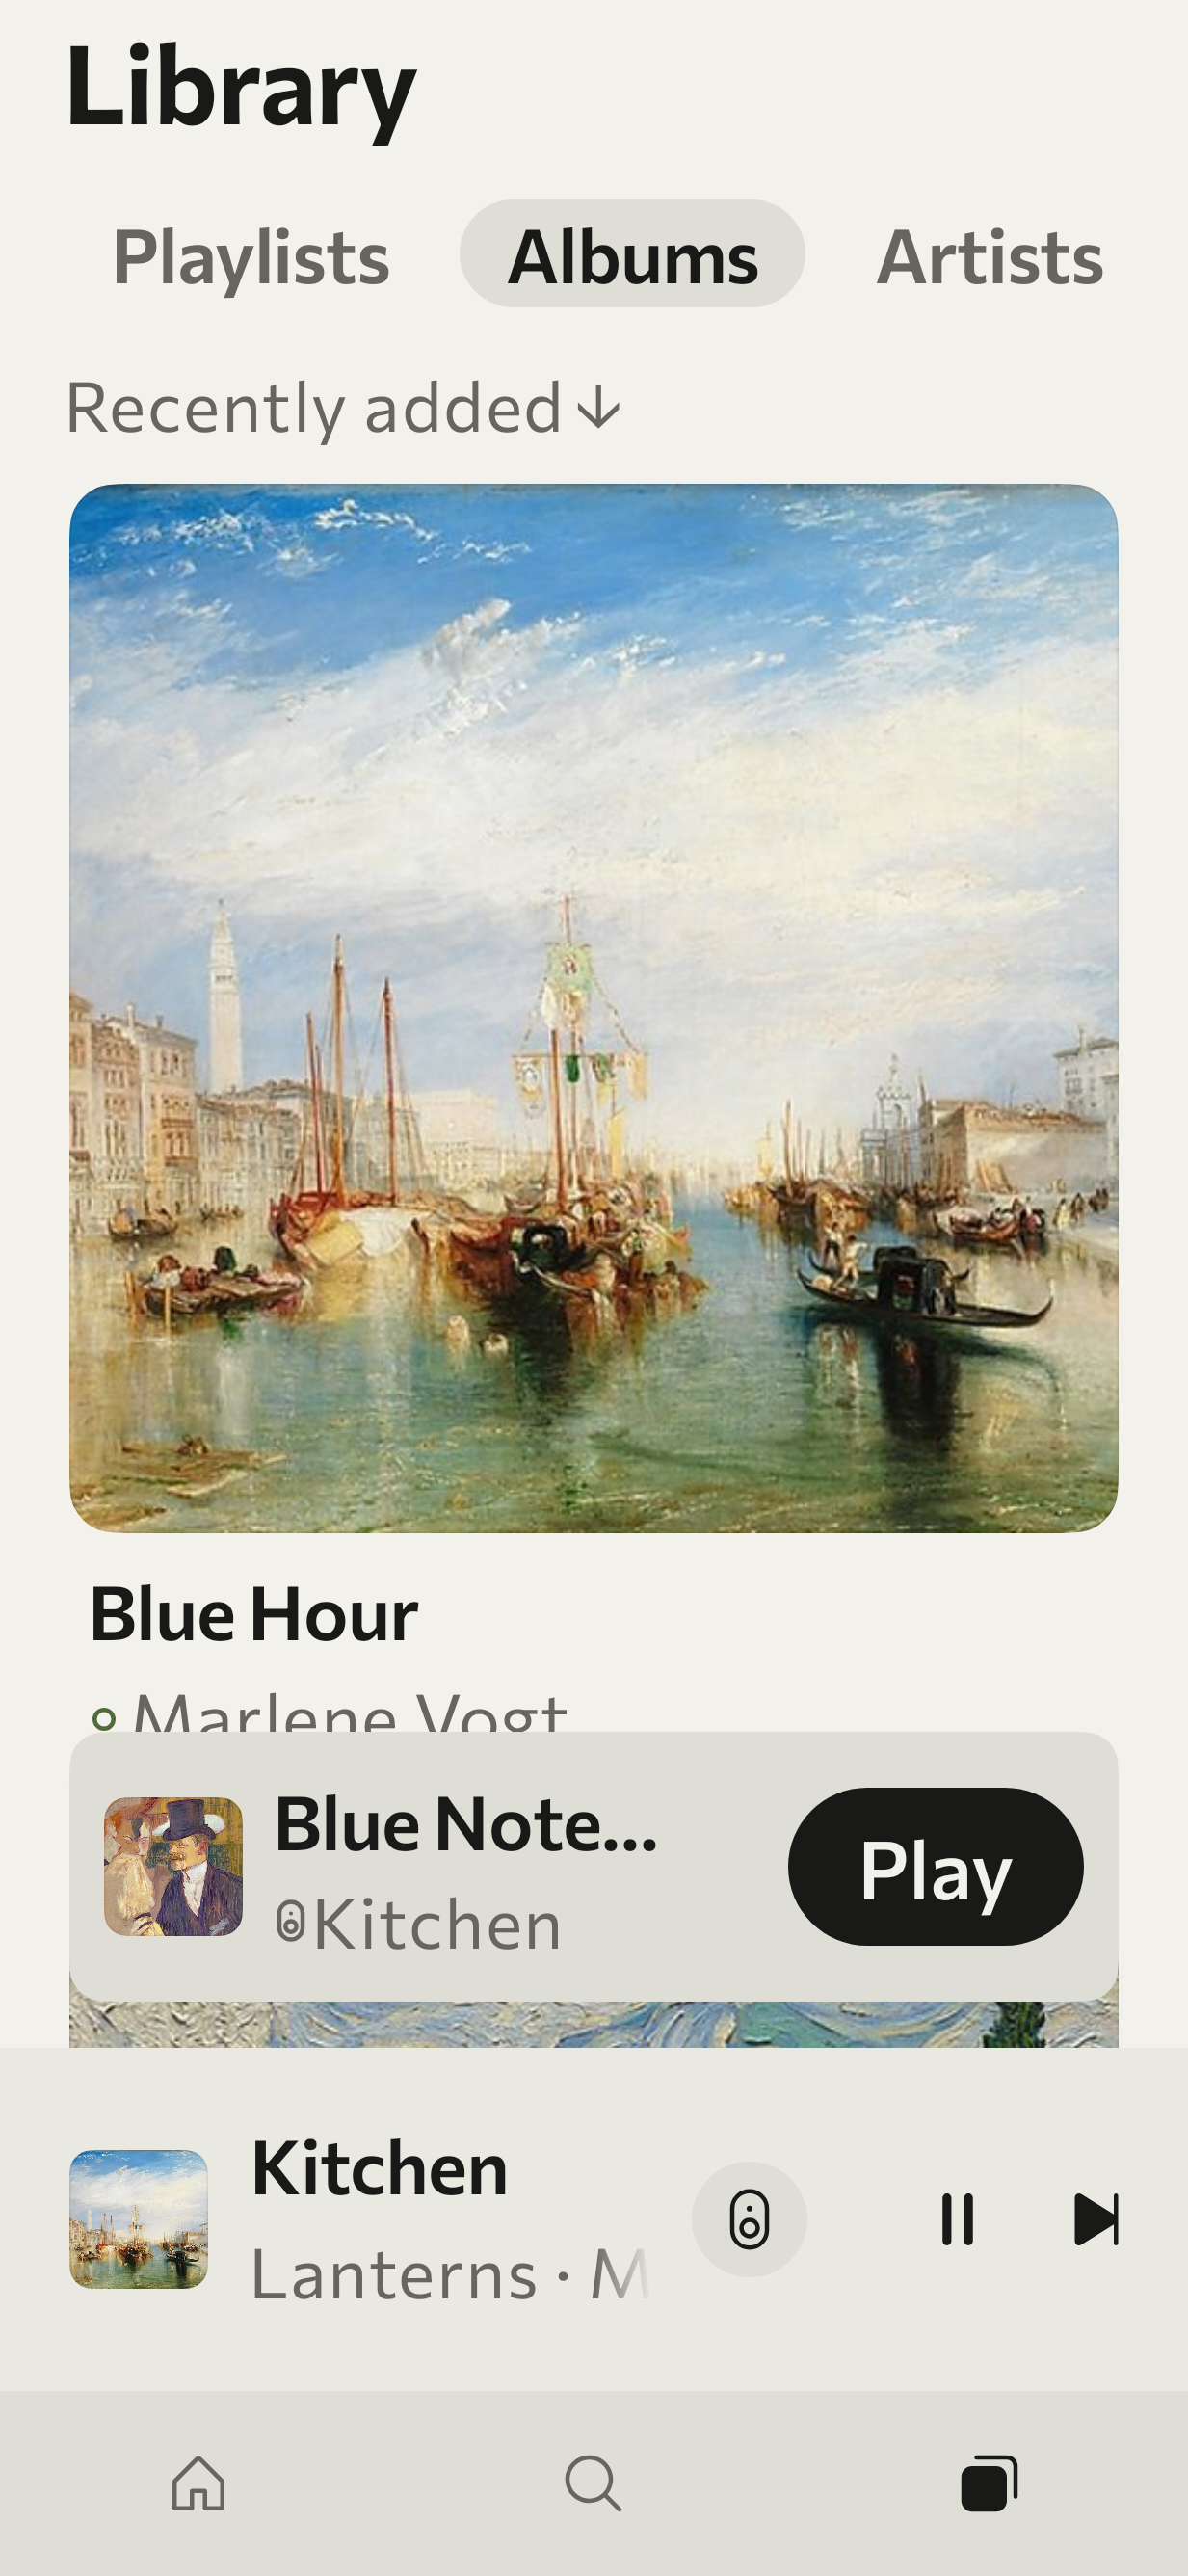 Library
Playlists Albums Artists
Recently added ↓
Blue Hour
Marlene Vogt
Blue Note...
Play
Kitchen
Kitchen
Lanterns · M